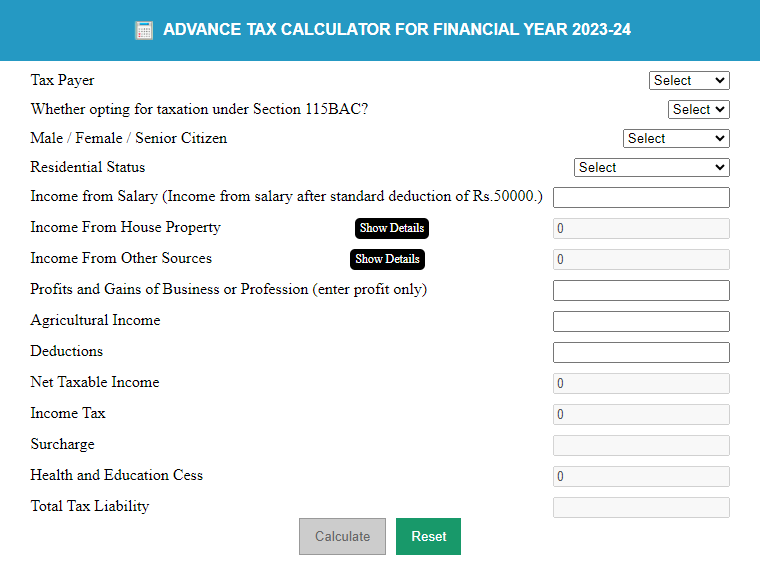 ADVANCE TAX CALCULATOR FOR FINANCIAL YEAR 2023-24
Tax Payer Select
Whether opting for taxation under Section 115BAC? Select
Male / Female / Senior Citizen Select
Residential Status Select
Income from Salary (Income from salary after standard deduction of Rs.50000.)
Income From House Property Show Details 0
Income From Other Sources Show Details 0
Profits and Gains of Business or Profession (enter profit only)
Agricultural Income
Deductions
Net Taxable Income 0
Income Tax 0
Surcharge
Health and Education Cess 0
Total Tax Liability
Calculate Reset